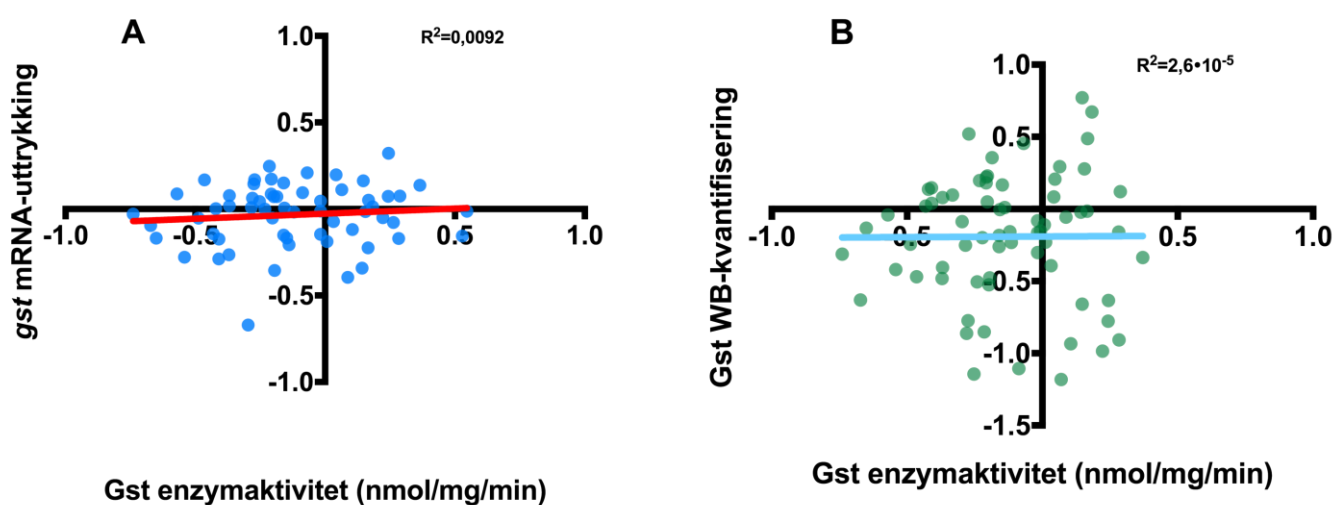 A
R²=0,0092
gst mRNA-uttrykking
1.0
0.5
-1.0
-0.5
0.5
1.0
-0.5
-1.0
Gst enzymaktivitet (nmol/mg/min)
B
R²=2,6•10⁻⁵
Gst WB-kvantifisering
1.0
0.5
-1.0
-0.5
0.5
1.0
-0.5
-1.0
-1.5
Gst enzymaktivitet (nmol/mg/min)